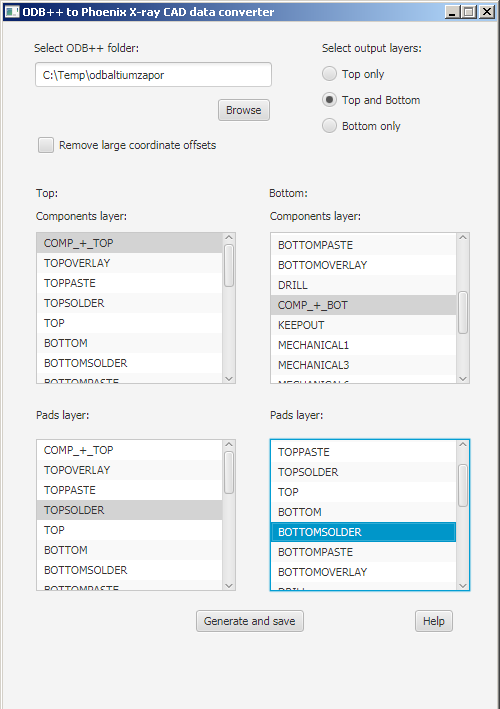 ODB++ to Phoenix X-ray CAD data converter
Select ODB++ folder:
C:\Temp\odbaltiumzapor
Browse
Remove large coordinate offsets
Select output layers:
Top only
Top and Bottom
Bottom only
Top:
Components layer:
COMP_+_TOP
TOPOVERLAY
TOPPASTE
TOPSOLDER
TOP
BOTTOM
BOTTOMSOLDER
BOTTOMPASTE
Bottom:
Components layer:
BOTTOMPASTE
BOTTOMOVERLAY
DRILL
COMP_+_BOT
KEEPOUT
MECHANICAL1
MECHANICAL3
Pads layer:
COMP_+_TOP
TOPOVERLAY
TOPPASTE
TOPSOLDER
TOP
BOTTOM
BOTTOMSOLDER
BOTTOMPASTE
Pads layer:
TOPPASTE
TOPSOLDER
TOP
BOTTOM
BOTTOMSOLDER
BOTTOMPASTE
BOTTOMOVERLAY
DRILL
Generate and save
Help